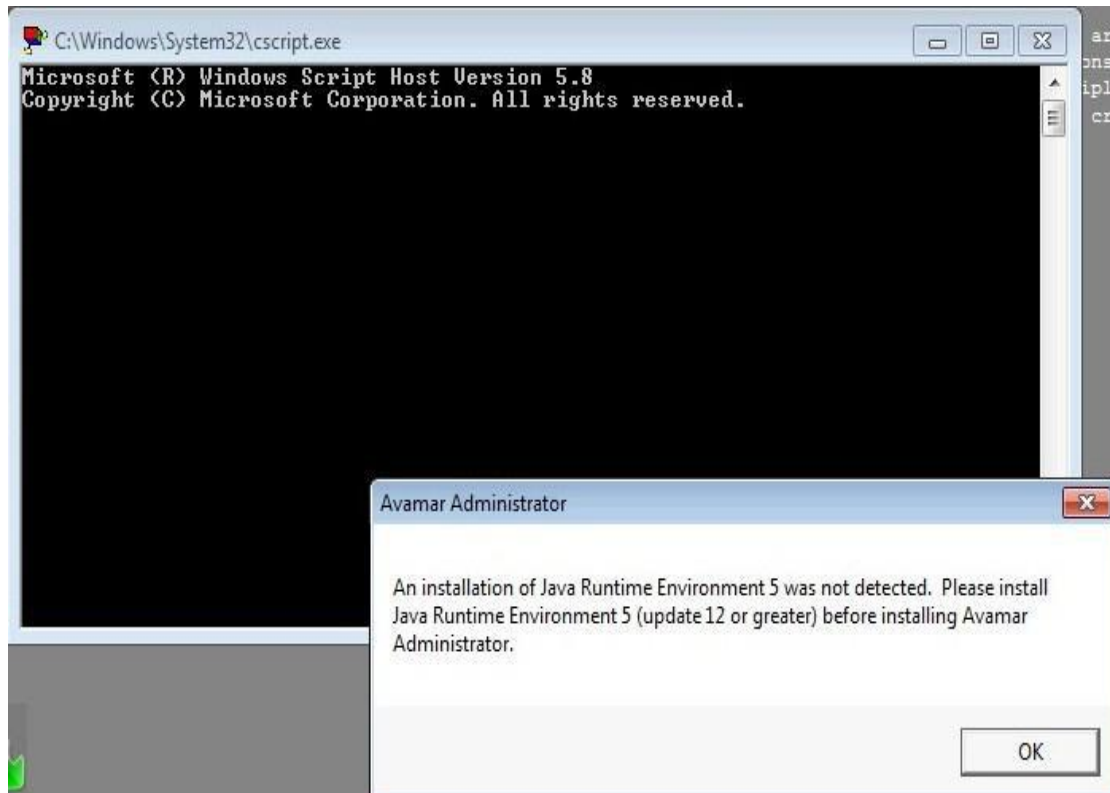 C:\Windows\System32\cscript.exe
Microsoft (R) Windows Script Host Version 5.8
Copyright (C) Microsoft Corporation. All rights reserved.
Avamar Administrator
An installation of Java Runtime Environment 5 was not detected. Please install
Java Runtime Environment 5 (update 12 or greater) before installing Avamar
Administrator.
OK